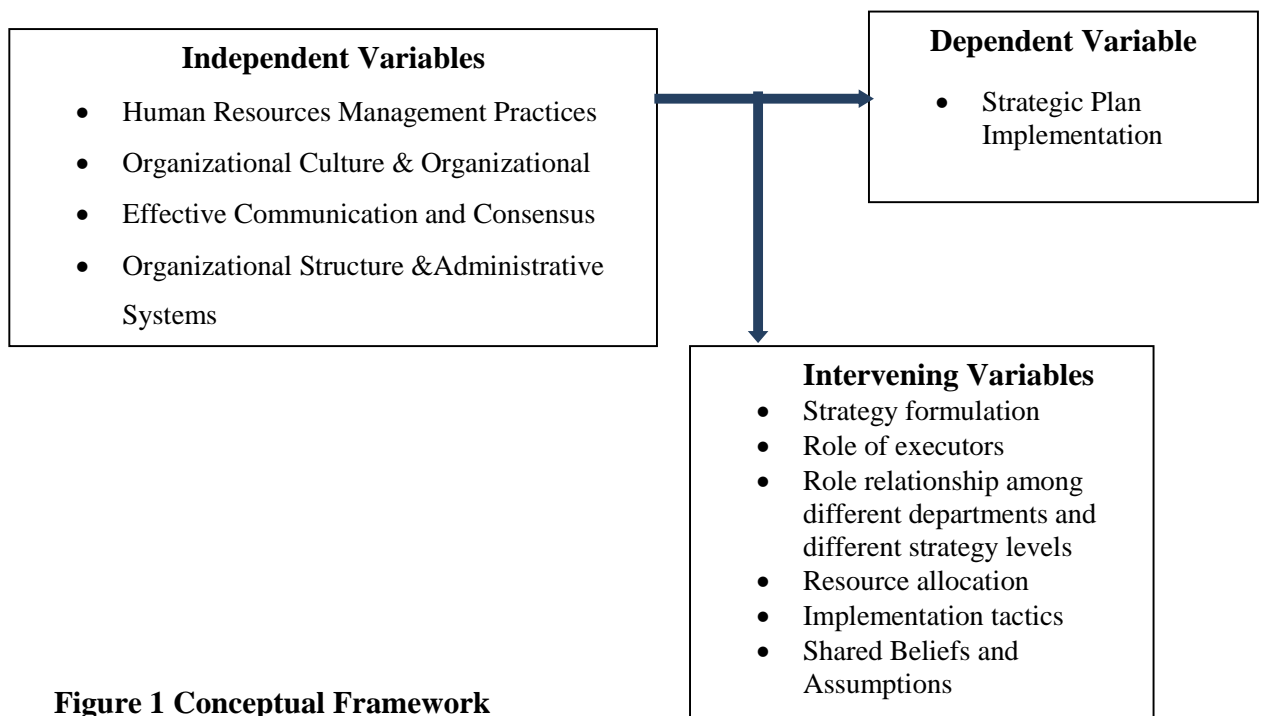 Independent Variables
• Human Resources Management Practices
• Organizational Culture & Organizational
• Effective Communication and Consensus
• Organizational Structure &Administrative
Systems
Dependent Variable
• Strategic Plan
Implementation
Intervening Variables
• Strategy formulation
• Role of executors
• Role relationship among
different departments and
different strategy levels
• Resource allocation
• Implementation tactics
• Shared Beliefs and
Assumptions
Figure 1 Conceptual Framework